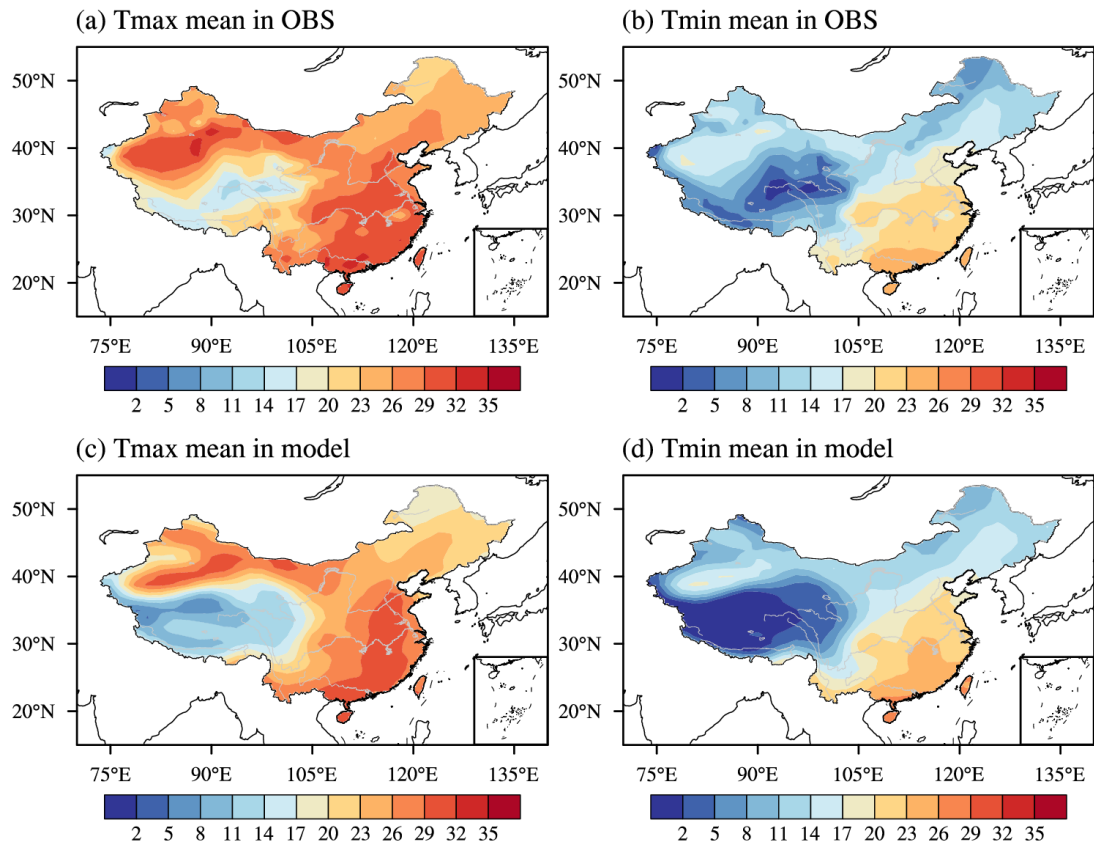 (a) Tmax mean in OBS
(b) Tmin mean in OBS
50°N
40°N
30°N
20°N
50°N
40°N
30°N
20°N
75°E 90°E 105°E 120°E 135°E
75°E 90°E 105°E 120°E 135°E
2 5 8 11 14 17 20 23 26 29 32 35
2 5 8 11 14 17 20 23 26 29 32 35
(c) Tmax mean in model
(d) Tmin mean in model
50°N
40°N
30°N
20°N
50°N
40°N
30°N
20°N
75°E 90°E 105°E 120°E 135°E
75°E 90°E 105°E 120°E 135°E
2 5 8 11 14 17 20 23 26 29 32 35
2 5 8 11 14 17 20 23 26 29 32 35